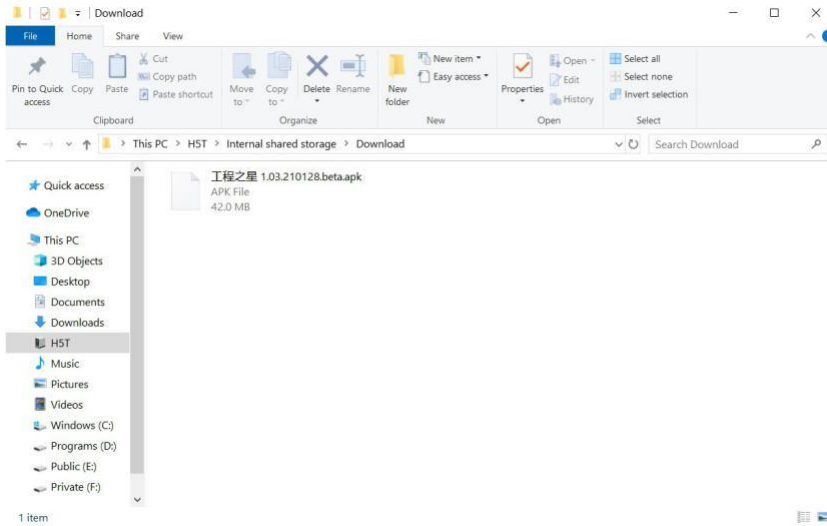 Download
File Home Share View
Pin to Quick access
Copy
Paste
Cut
Copy path
Paste shortcut
Clipboard
Move to
Copy to
Delete
Rename
Organize
New folder
New item
Easy access
New
Properties
Open
Edit
History
Open
Select all
Select none
Invert selection
Select
This PC > H5T > Internal shared storage > Download
Search Download
Quick access
OneDrive
This PC
3D Objects
Desktop
Documents
Downloads
H5T
Music
Pictures
Videos
Windows (C:)
Programs (D:)
Public (E:)
Private (F:)
工程之星 1.03.210128.beta.apk
APK File
42.0 MB
1 item